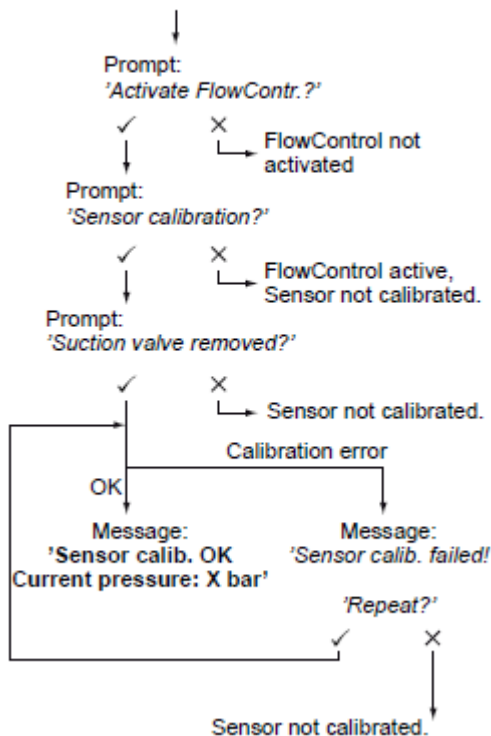 Prompt:
'Activate FlowContr.?'
✓ ✕
FlowControl not
activated
Prompt:
'Sensor calibration?'
✓ ✕
FlowControl active,
Sensor not calibrated.
Prompt:
'Suction valve removed?'
✓ ✕
Sensor not calibrated.
Calibration error
OK
Message:
'Sensor calib. OK
Current pressure: X bar'
Message:
'Sensor calib. failed!
'Repeat?'
✓ ✕
Sensor not calibrated.